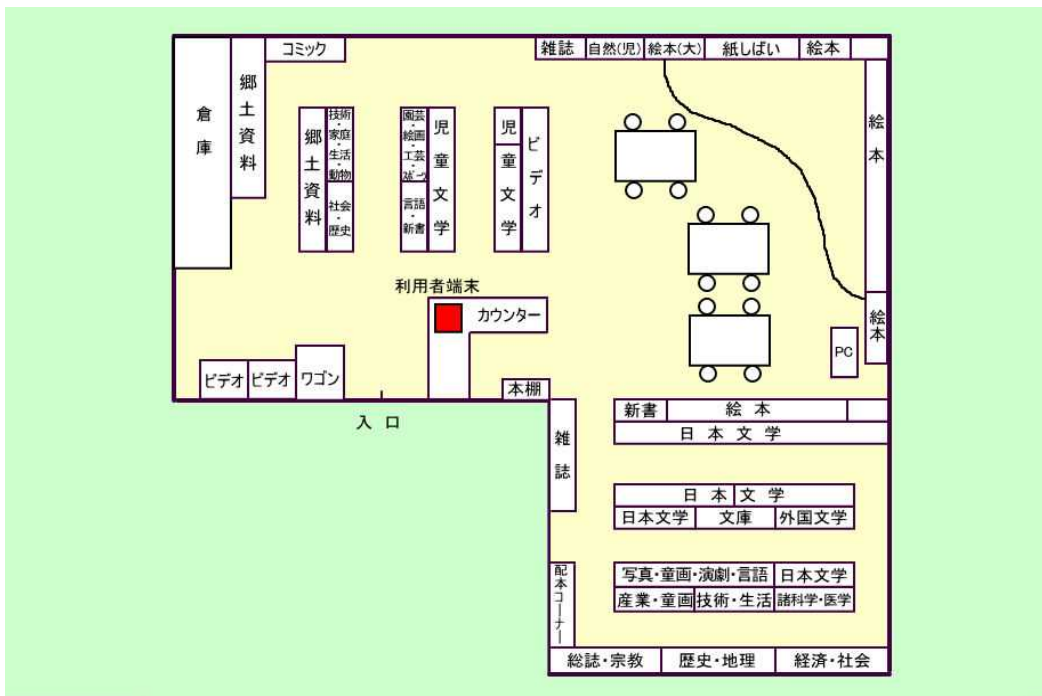 コミック
雑誌
自然(児)
絵本(大)
紙しばい
絵本
倉庫
郷土資料
郷土資料
技術・家庭・生活・動物
社会・歴史
園芸・絵画・工芸・スポーツ
言語・新書
児童文学
児童文学
ビデオ
絵本
利用者端末
カウンター
絵本
PC
ビデオ
ビデオ
ワゴン
本棚
入口
新書
絵本
日本文学
雑誌
日本文学
日本文学
文庫
外国文学
配本コーナー
写真・童画・演劇・言語
日本文学
産業・童画
技術・生活
諸科学・医学
総誌・宗教
歴史・地理
経済・社会